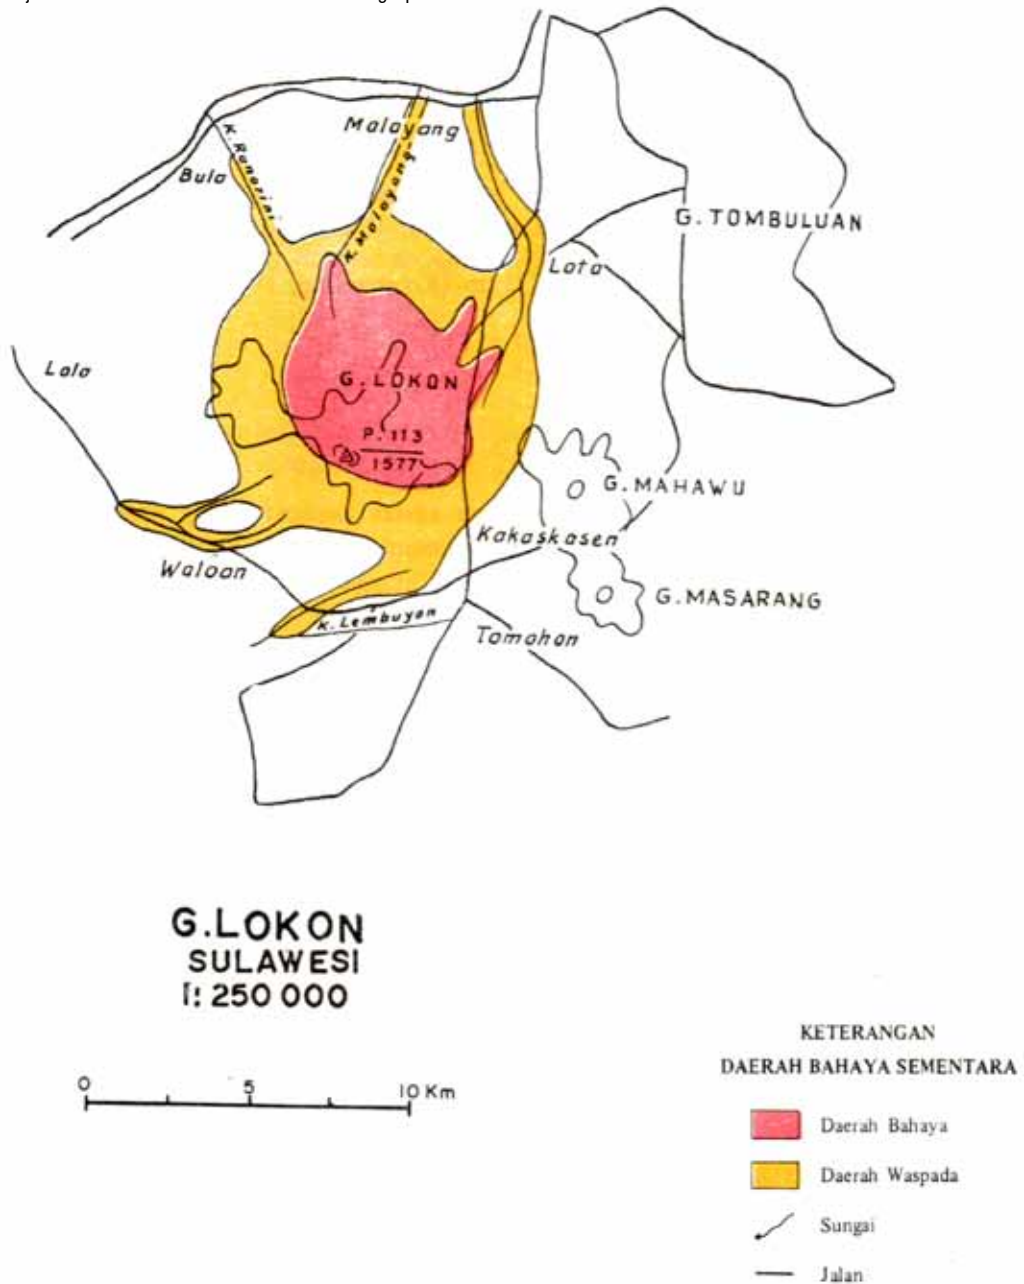 Malayang
K. Ranorini
Bula
K. Malayang
G. TOMBULUAN
Lota
Lola
G. LOKON
P. 113
1577
G. MAHAWU
Kakaskasen
Waloan
G. MASARANG
K. Lembuyan
Tomohon
G. LOKON
SULAWESI
1: 250 000
0 5 10 Km
KETERANGAN
DAERAH BAHAYA SEMENTARA
Daerah Bahaya
Daerah Waspada
Sungai
Jalan